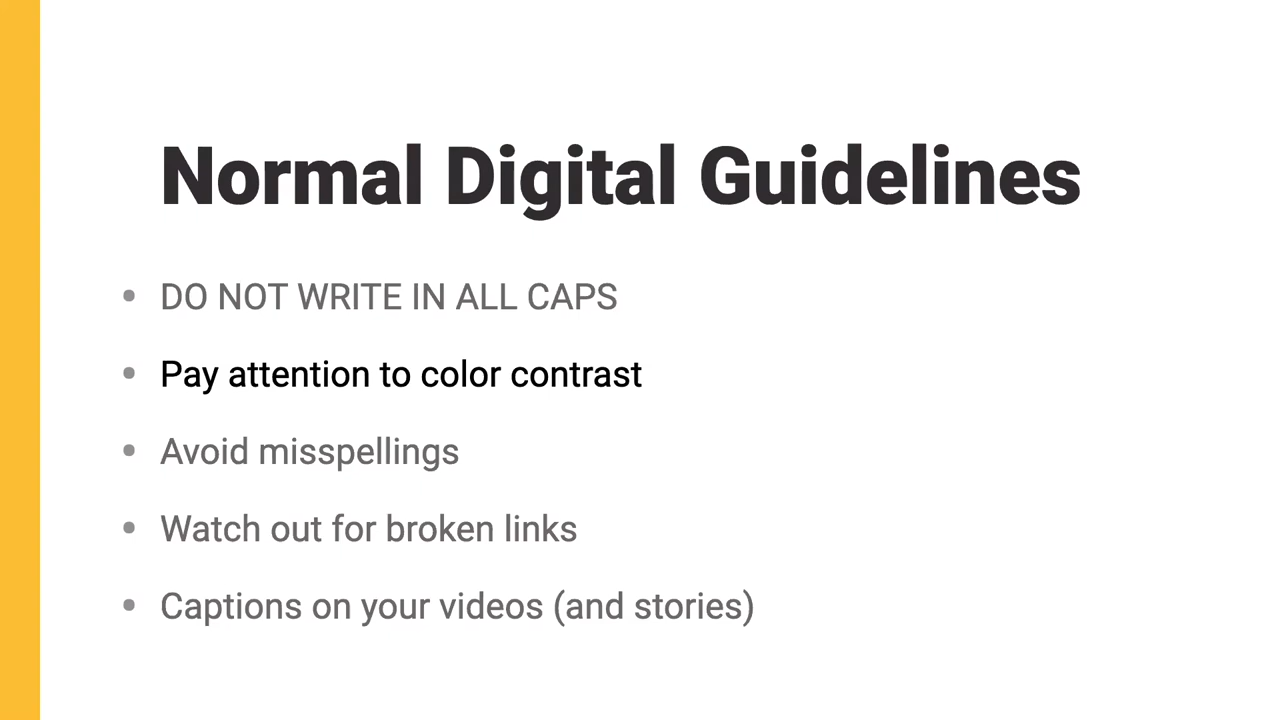 Normal Digital Guidelines
• DO NOT WRITE IN ALL CAPS
• Pay attention to color contrast
• Avoid misspellings
• Watch out for broken links
• Captions on your videos (and stories)